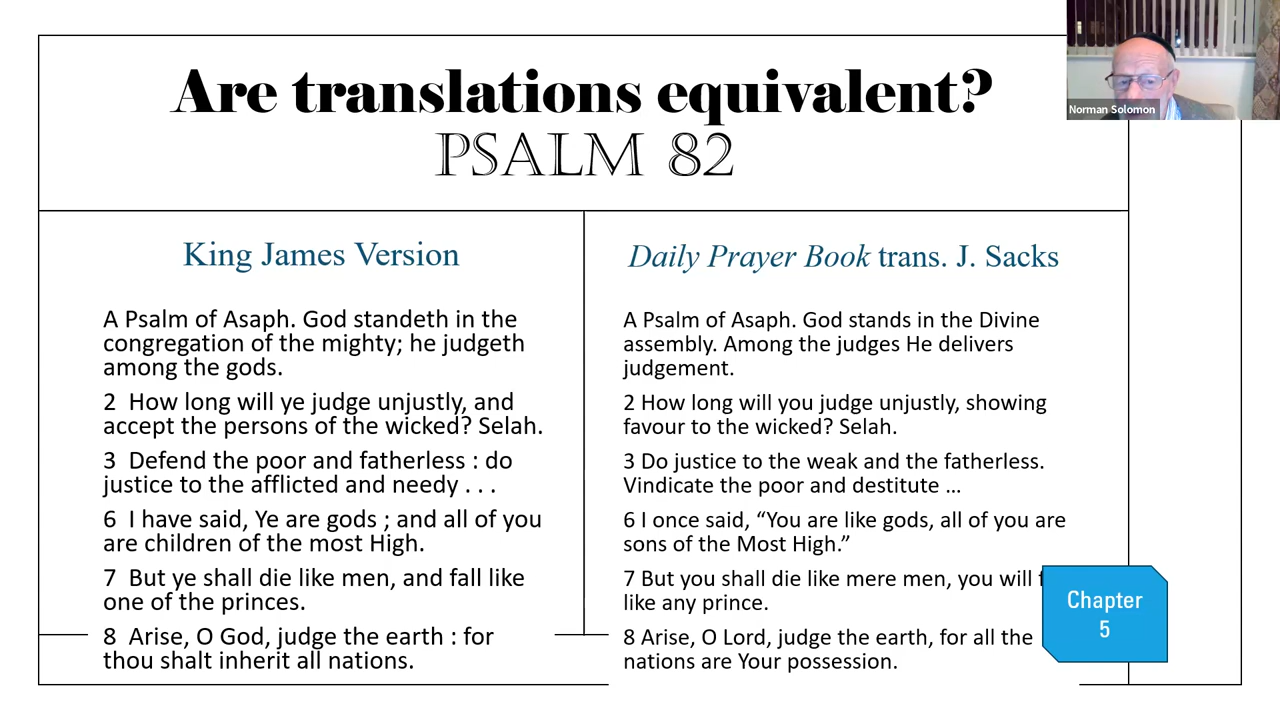 Are translations equivalent?
PSALM 82
Norman Solomon
King James Version
A Psalm of Asaph. God standeth in the
congregation of the mighty; he judgeth
among the gods.
2 How long will ye judge unjustly, and
accept the persons of the wicked? Selah.
3 Defend the poor and fatherless : do
justice to the afflicted and needy . . .
6 I have said, Ye are gods ; and all of you
are children of the most High.
7 But ye shall die like men, and fall like
one of the princes.
8 Arise, O God, judge the earth : for
thou shalt inherit all nations.
Daily Prayer Book trans. J. Sacks
A Psalm of Asaph. God stands in the Divine
assembly. Among the judges He delivers
judgement.
2 How long will you judge unjustly, showing
favour to the wicked? Selah.
3 Do justice to the weak and the fatherless.
Vindicate the poor and destitute …
6 I once said, “You are like gods, all of you are
sons of the Most High.”
7 But you shall die like mere men, you will
like any prince.
8 Arise, O Lord, judge the earth, for all the
nations are Your possession.
Chapter
5